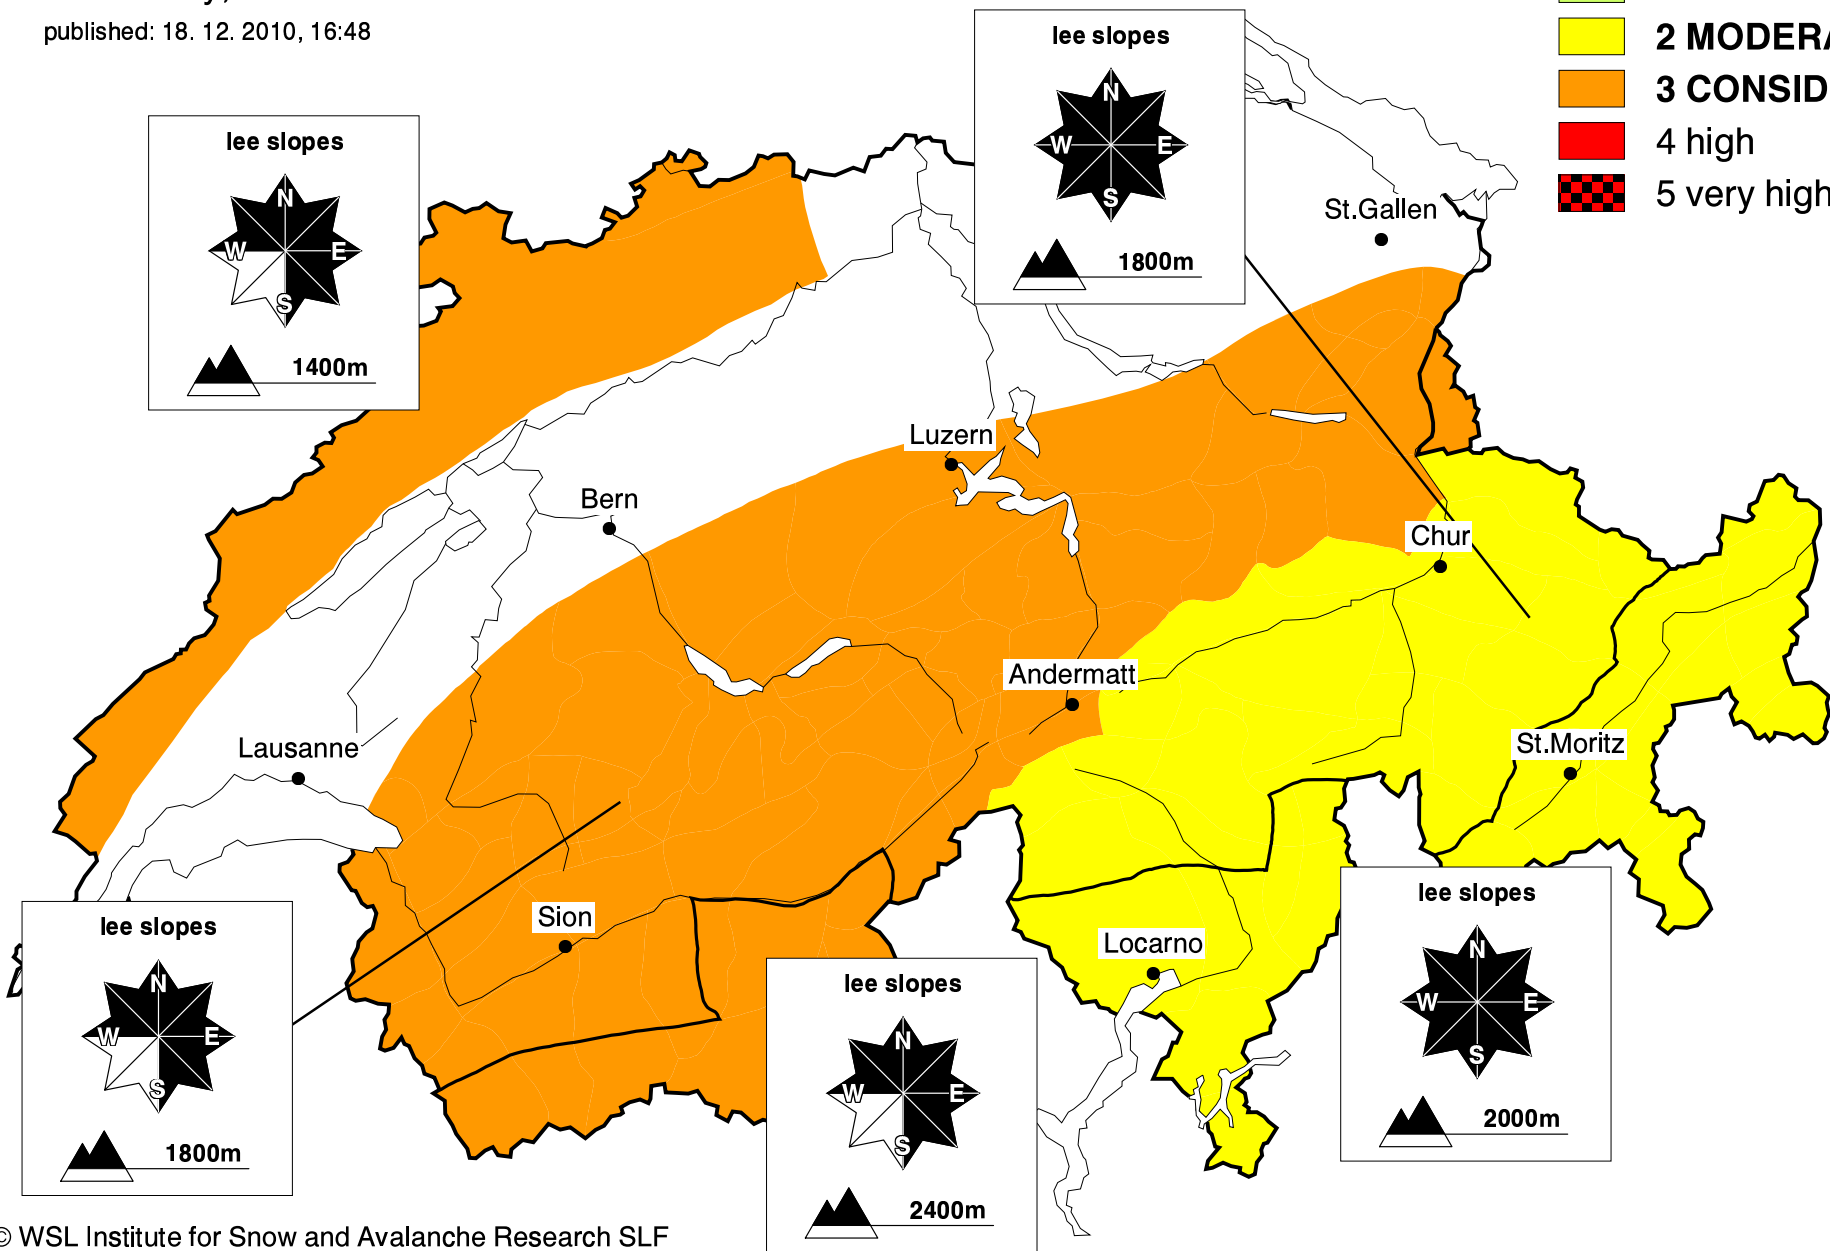 published: 18. 12. 2010, 16:48
2 MODERA
3 CONSID
4 high
5 very high
lee slopes
N
W E
S
1800m
lee slopes
N
W E
S
1400m
St.Gallen
Luzern
Bern
Chur
Andermatt
St.Moritz
Lausanne
Sion
Locarno
lee slopes
N
W E
S
2000m
lee slopes
N
W E
S
1800m
lee slopes
N
W E
S
2400m
© WSL Institute for Snow and Avalanche Research SLF